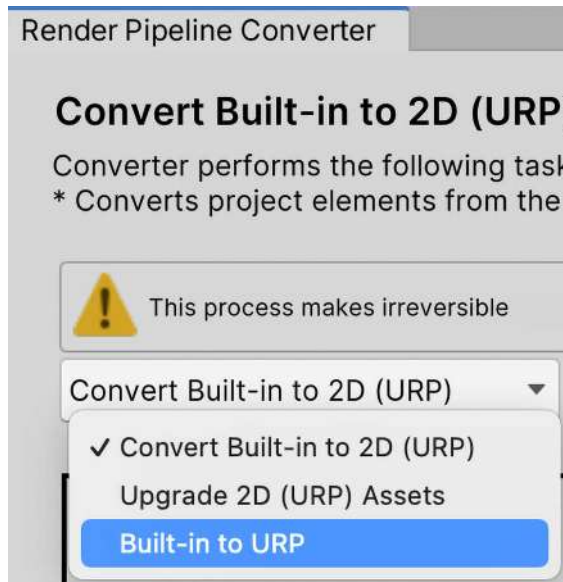 Render Pipeline Converter
Convert Built-in to 2D (URP
Converter performs the following task
* Converts project elements from the
This process makes irreversible
Convert Built-in to 2D (URP)
✓ Convert Built-in to 2D (URP)
Upgrade 2D (URP) Assets
Built-in to URP